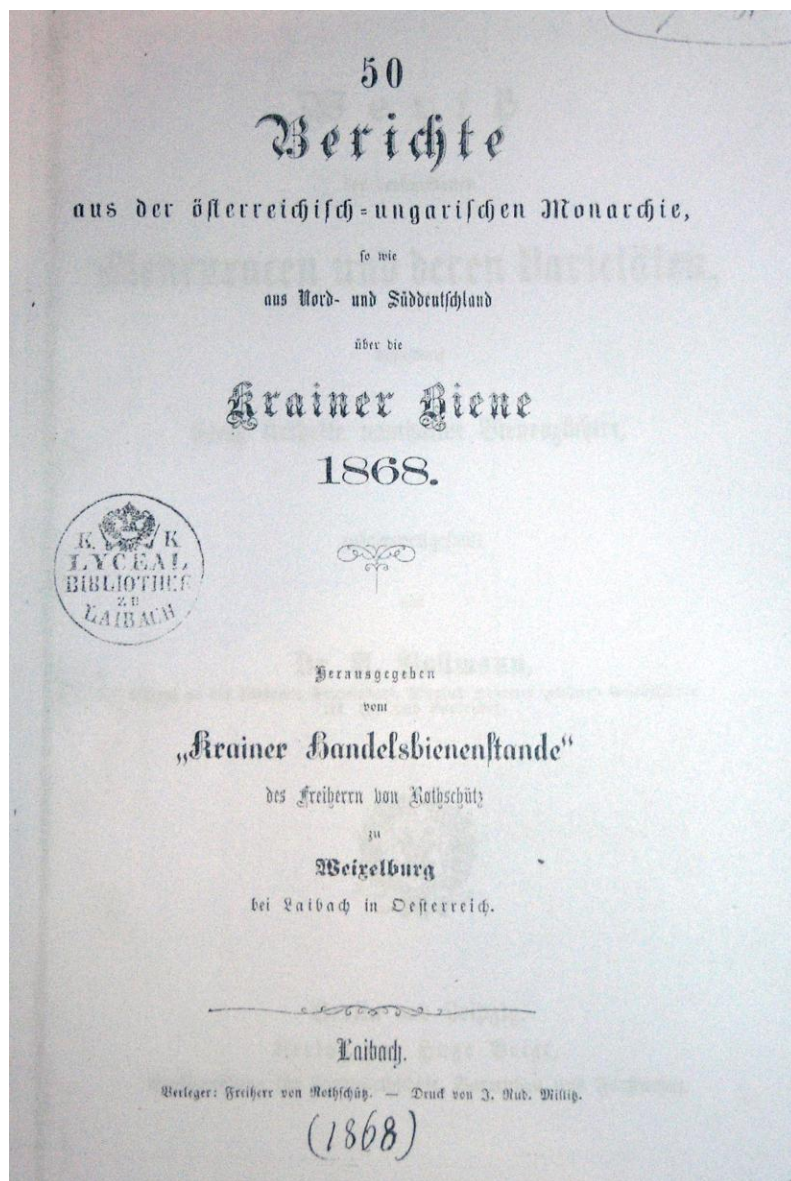 50
Berichte
aus der österreichisch-ungarischen Monarchie,
so wie
aus Nord- und Süddeutschland
über die
Krainer Biene
1868.
K K
LYCEAL
BIBLIOTHEK
ZU
LAIBACH
Herausgegeben
vom
„Krainer Handelsbienenstande“
des Freiherrn von Rothschütz
zu
Weixelburg
bei Laibach in Oesterreich.
Laibach.
Verleger: Freiherr von Rothschütz. — Druck von J. Rud. Millitz.
(1868)